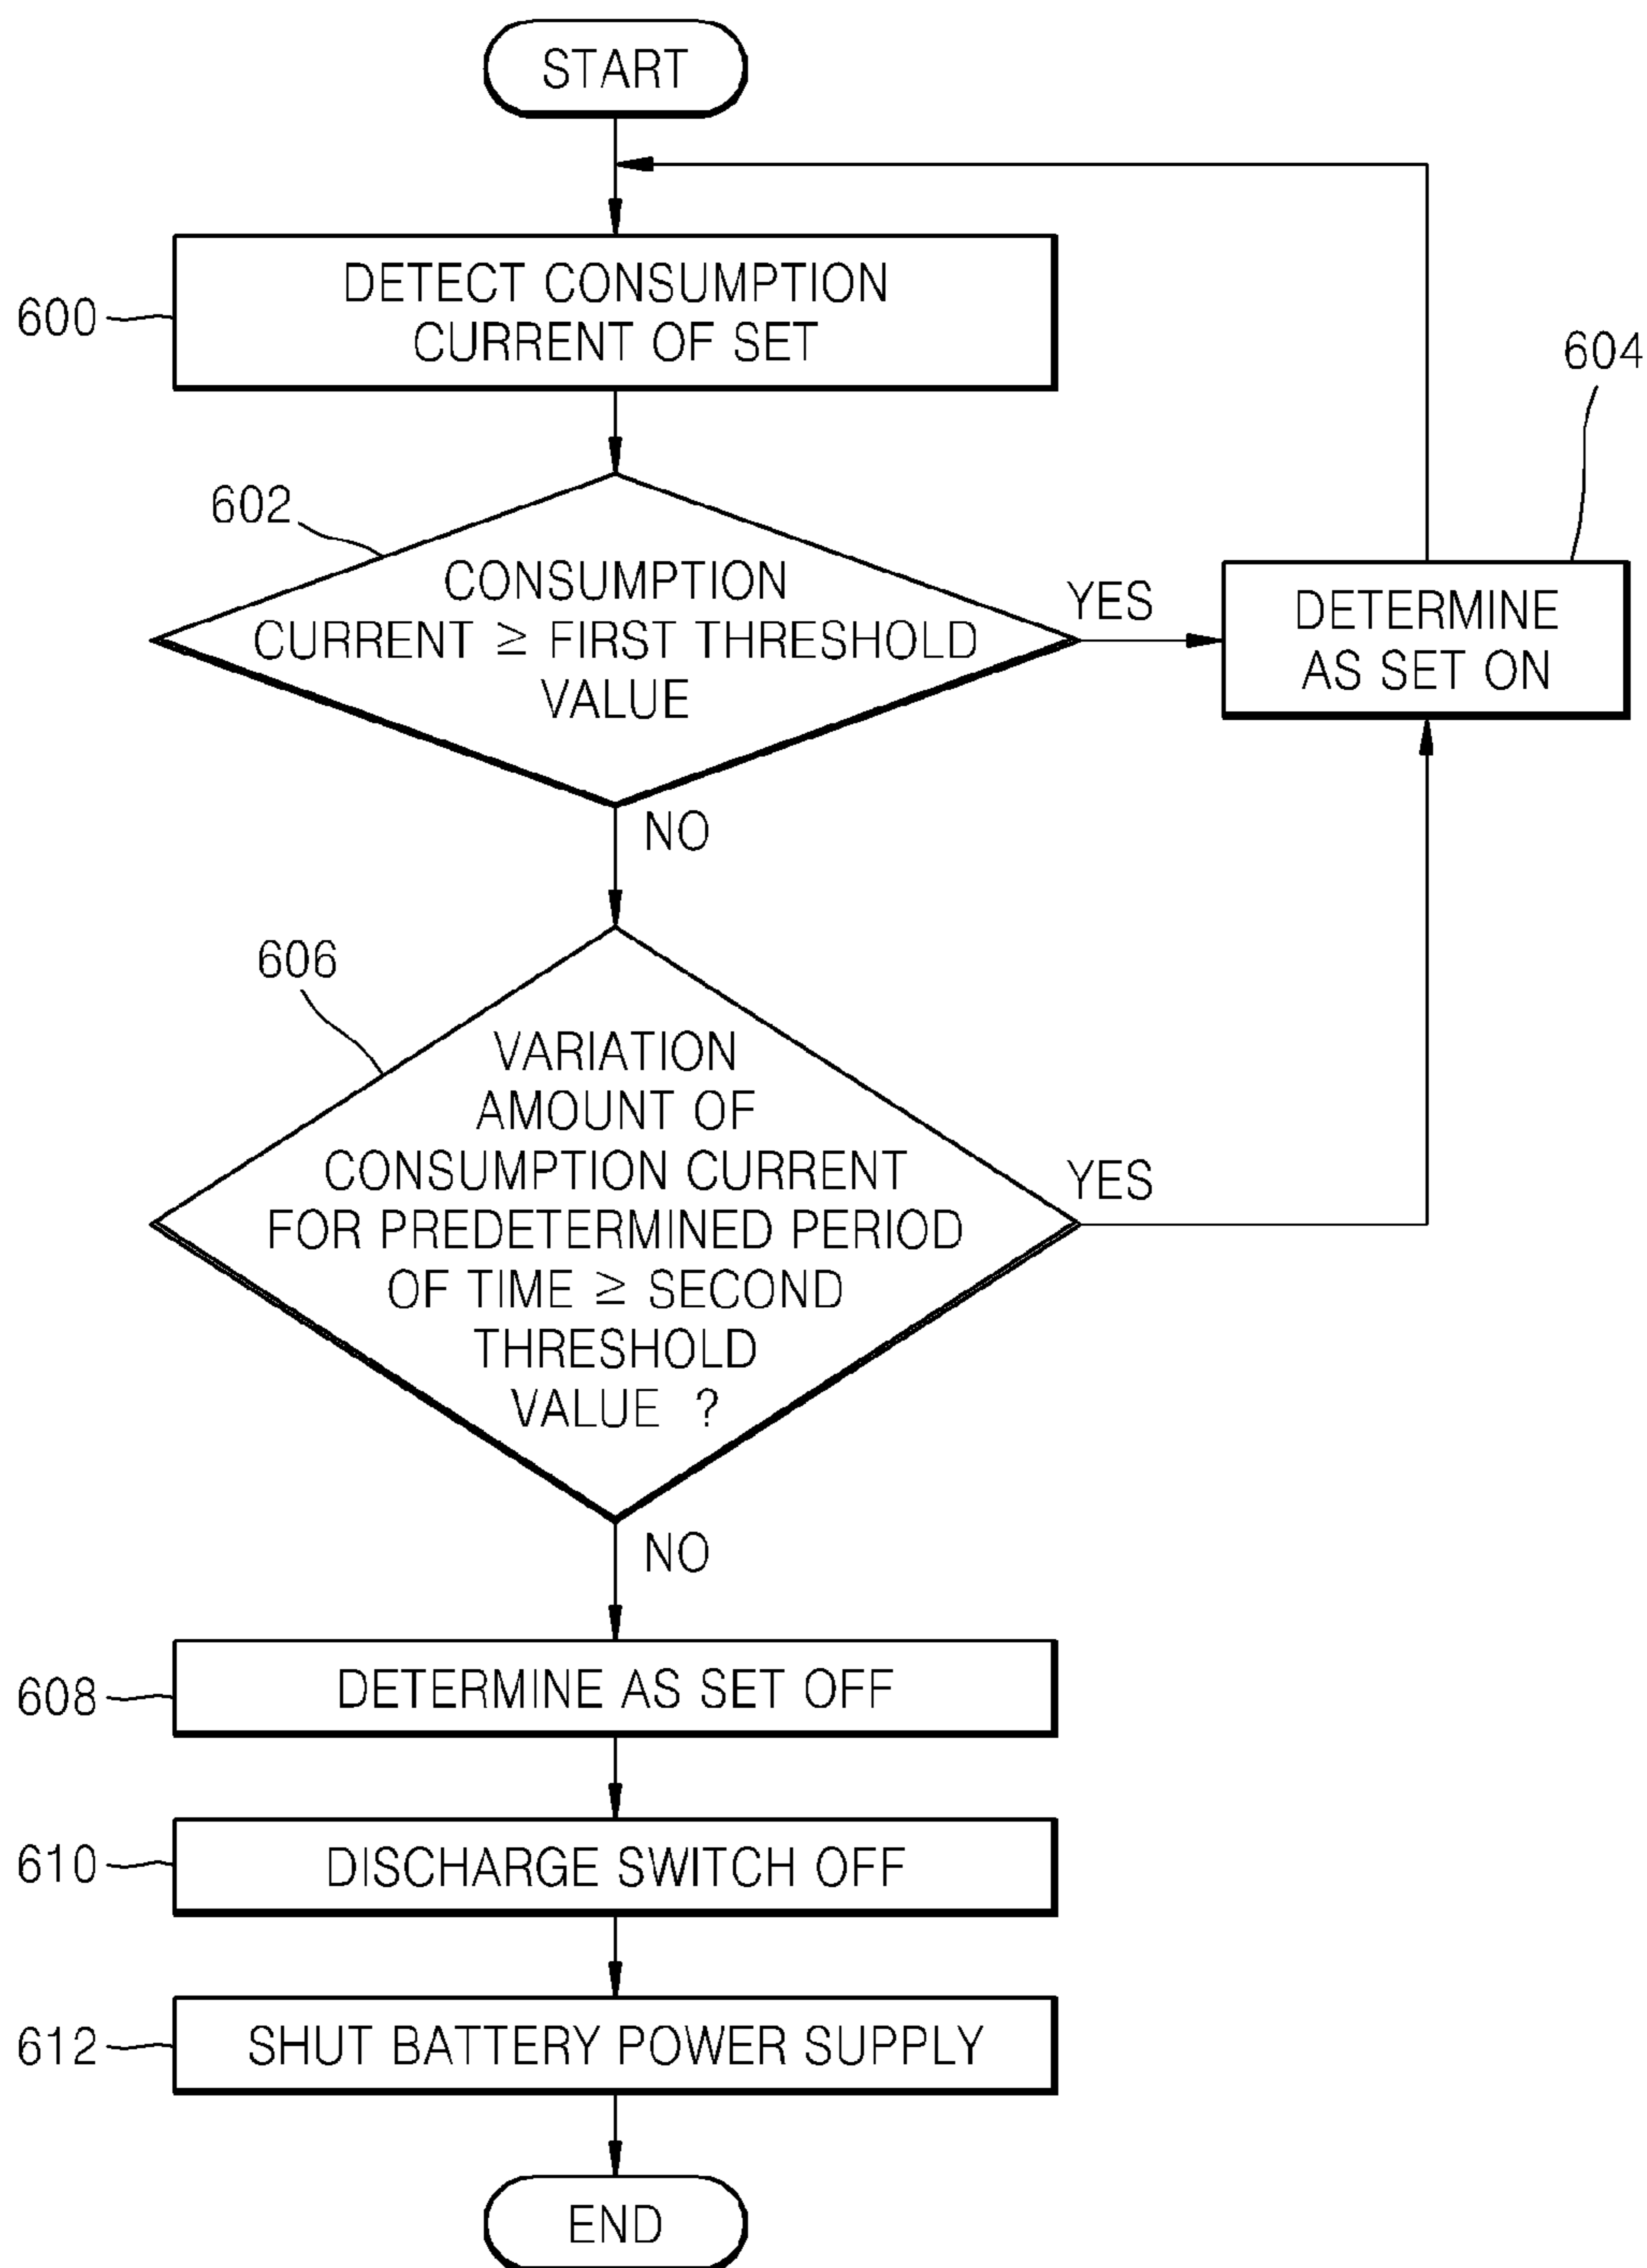 START
600
DETECT CONSUMPTION
CURRENT OF SET
604
602
CONSUMPTION
CURRENT ≥ FIRST THRESHOLD
VALUE
YES
DETERMINE
AS SET ON
NO
606
VARIATION
AMOUNT OF
CONSUMPTION CURRENT
FOR PREDETERMINED PERIOD
OF TIME ≥ SECOND
THRESHOLD
VALUE ?
YES
NO
608
DETERMINE AS SET OFF
610
DISCHARGE SWITCH OFF
612
SHUT BATTERY POWER SUPPLY
END